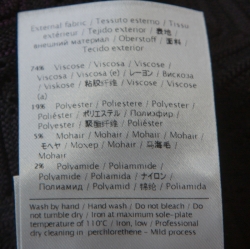 External fabric / Tessuto esterno / Tissu
extérieur / Tejido exterior / 表地
внешний материал / Oberstoff / 面料
Tecido exterior
74% Viscose / Viscosa / Viscose /
Viscosa / Viscosa (e) / レーヨン / Вискоза
/ Viskose / 粘胶纤维 / Viscose / Viscose
(a)
19% Polyester / Poliestere / Polyester /
Poliéster / ポリエステル / Полиэфир /
Polyester / 聚酯纤维 / Poliéster
5% Mohair / Mohair / Mohair / Mohair /
モヘヤ / Мохер / Mohair / 马海毛 /
Mohair
2% Polyamide / Poliammide /
Polyamide / Poliamida / ナイロン /
Полиамид / Polyamid / 锦纶 / Poliamida
Wash by hand / Hand wash / Do not bleach / Do
not tumble dry / Iron at maximum sole- plate
temperature of 110°C / Iron, low / Professional
dry cleaning in perchlorethene - Mild process